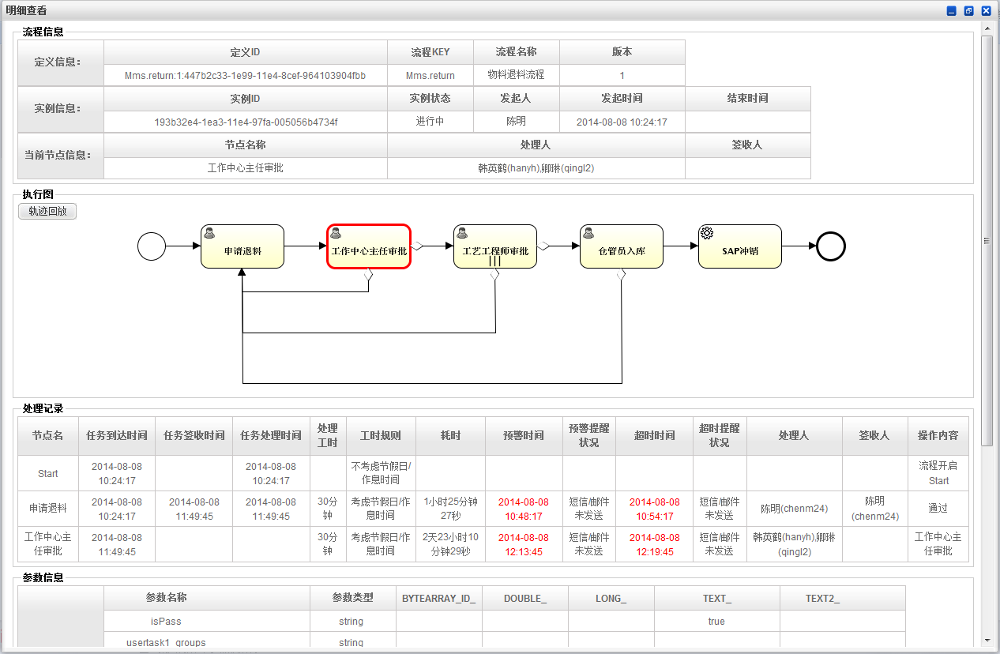 明细查看
流程信息
定义信息： 定义ID 流程KEY 流程名称 版本
Mms.return:1:447b2c33-1e99-11e4-8cef-964103904fbb Mms.return 物料退料流程 1
实例信息： 实例ID 实例状态 发起人 发起时间 结束时间
193b32e4-1ea3-11e4-97fa-005056b4734f 进行中 陈明 2014-08-08 10:24:17
当前节点信息： 节点名称 处理人 签收人
工作中心主任审批 韩英鹤(hanyh),卿琳(qingl2)
执行图
轨迹回放
申请退料 工作中心主任审批 工艺工程师审批 仓管员入库 SAP冲销
处理记录
节点名 任务到达时间 任务签收时间 任务处理时间 处理工时 工时规则 耗时 预警时间 预警提醒状况 超时时间 超时提醒状况 处理人 签收人 操作内容
Start 2014-08-08 10:24:17 2014-08-08 10:24:17 不考虑节假日/作息时间 流程开启 Start
申请退料 2014-08-08 10:24:17 2014-08-08 11:49:45 2014-08-08 11:49:45 30分钟 考虑节假日/作息时间 1小时25分钟27秒 2014-08-08 10:48:17 短信/邮件未发送 2014-08-08 10:54:17 短信/邮件未发送 陈明(chenm24) 陈明(chenm24) 通过
工作中心主任审批 2014-08-08 11:49:45 30分钟 考虑节假日/作息时间 2天23小时10分钟29秒 2014-08-08 12:13:45 短信/邮件未发送 2014-08-08 12:19:45 短信/邮件未发送 韩英鹤(hanyh),卿琳(qingl2) 工作中心主任审批
参数信息
参数名称 参数类型 BYTEARRAY_ID_ DOUBLE_ LONG_ TEXT_ TEXT2_
isPass string true
usertask1_groups string